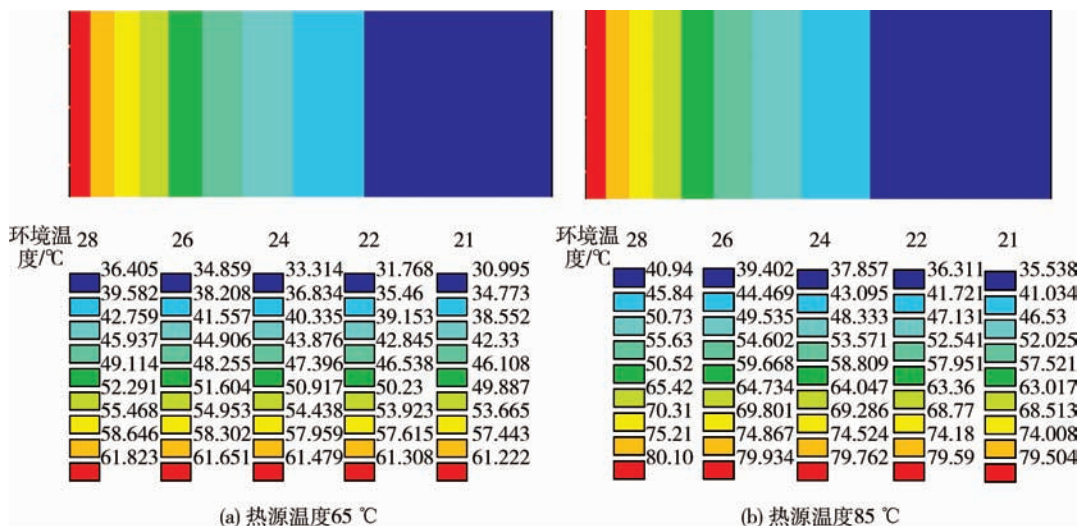 环境温
度/℃ 28 26 24 22 21
36.405 34.859 33.314 31.768 30.995
39.582 38.208 36.834 35.46 34.773
42.759 41.557 40.335 39.153 38.552
45.937 44.906 43.876 42.845 42.33
49.114 48.255 47.396 46.538 46.108
52.291 51.604 50.917 50.23 49.887
55.468 54.953 54.438 53.923 53.665
58.646 58.302 57.959 57.615 57.443
61.823 61.651 61.479 61.308 61.222
(a) 热源温度65 ℃
环境温
度/℃ 28 26 24 22 21
40.94 39.402 37.857 36.311 35.538
45.84 44.469 43.095 41.721 41.034
50.73 49.535 48.333 47.131 46.53
55.63 54.602 53.571 52.541 52.025
50.52 59.668 58.809 57.951 57.521
65.42 64.734 64.047 63.36 63.017
70.31 69.801 69.286 68.77 68.513
75.21 74.867 74.524 74.18 74.008
80.10 79.934 79.762 79.59 79.504
(b) 热源温度85 ℃